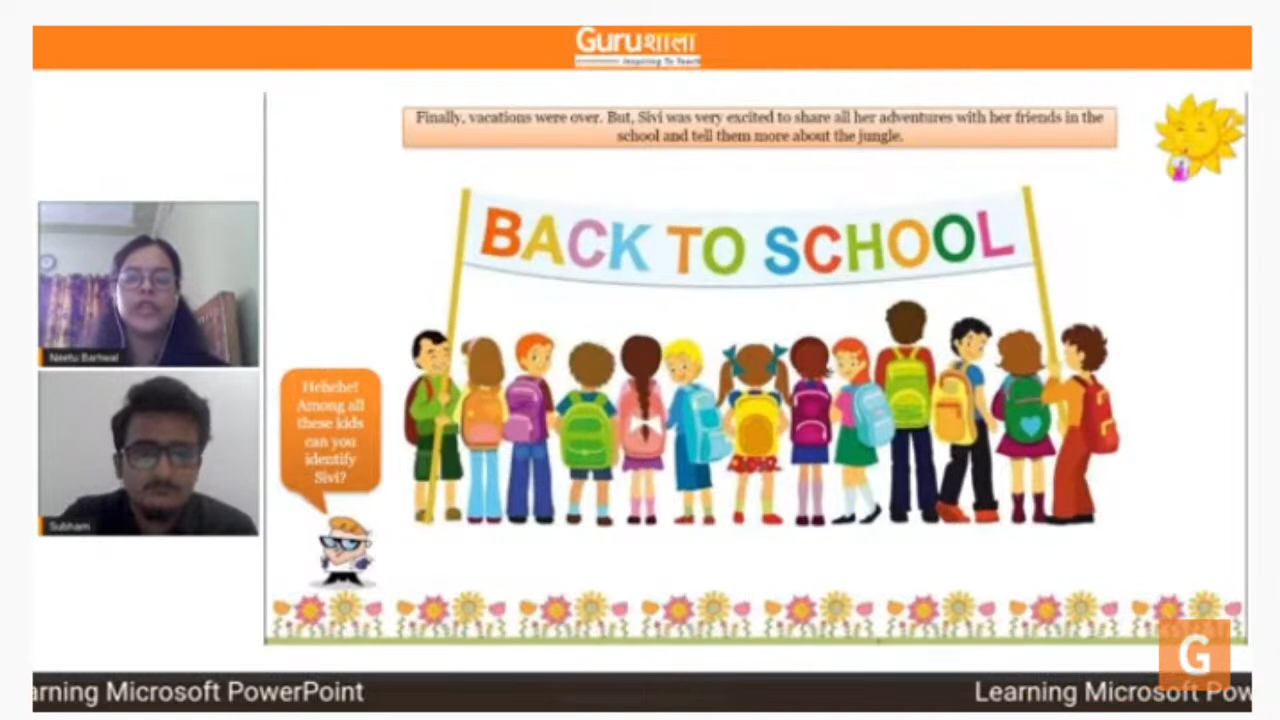 Guruशाला
Inspiring To Teach
Finally, vacations were over. But, Sivi was very excited to share all her adventures with her friends in the
school and tell them more about the jungle.
BACK TO SCHOOL
Neetu Bartwal
Hehehe!
Among all
these kids
can you
identify
Sivi?
Subham
G
arning Microsoft PowerPoint
Learning Microsoft Pow